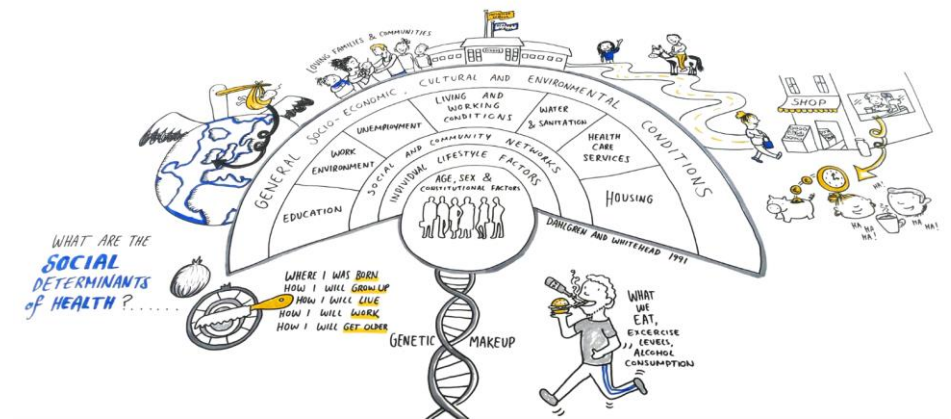 LOVING FAMILIES & COMMUNITIES
GENERAL SOCIO-ECONOMIC, CULTURAL AND ENVIRONMENTAL CONDITIONS
EDUCATION
WORK
ENVIRONMENT
UNEMPLOYMENT
LIVING AND
WORKING
CONDITIONS
WATER
& SANITATION
HEALTH
CARE
SERVICES
HOUSING
SOCIAL AND COMMUNITY NETWORKS
INDIVIDUAL LIFESTYLE FACTORS
AGE, SEX &
CONSTITUTIONAL FACTORS
DAHLGREN AND WHITEHEAD 1991
SHOP
HA!
HA
HA
HA!
HA
HA!
WHAT ARE THE
SOCIAL
DETERMINANTS
of HEALTH?......
WHERE I WAS BORN
HOW I WILL GROW UP
HOW I WILL LIVE
HOW I WILL WORK
HOW I WILL GET OLDER
GENETIC MAKEUP
WHAT
WE
EAT,
EXCERCISE
LEVELS,
ALCOHOL
CONSUMPTION